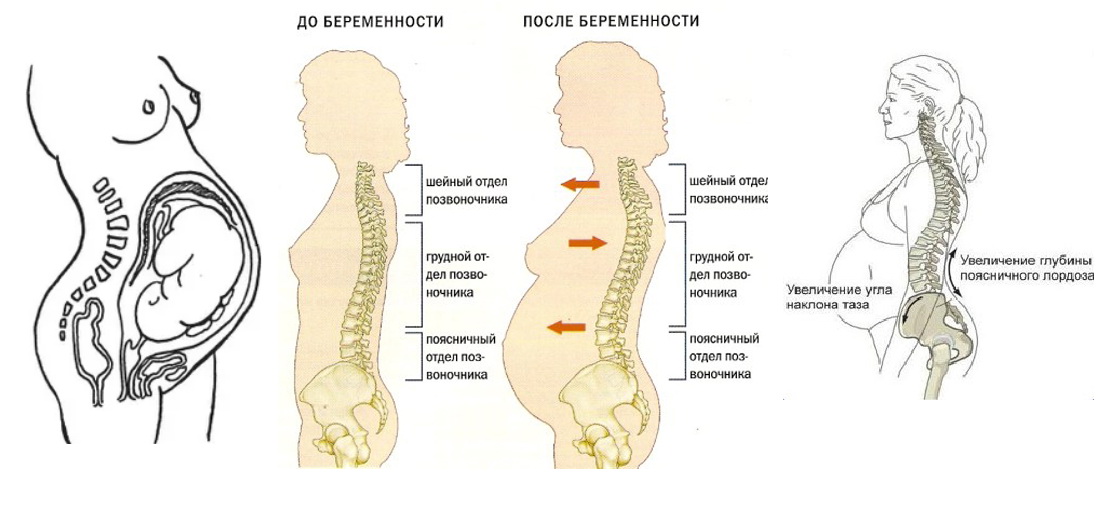 ДО БЕРЕМЕННОСТИ
шейный отдел
позвоночника
грудной от-
дел позво-
ночника
поясничный
отдел поз-
воночника
ПОСЛЕ БЕРЕМЕННОСТИ
шейный отдел
позвоночника
грудной от-
дел позво-
ночника
поясничный
отдел поз-
воночника
Увеличение глубины
поясничного лордоза
Увеличение угла
наклона таза